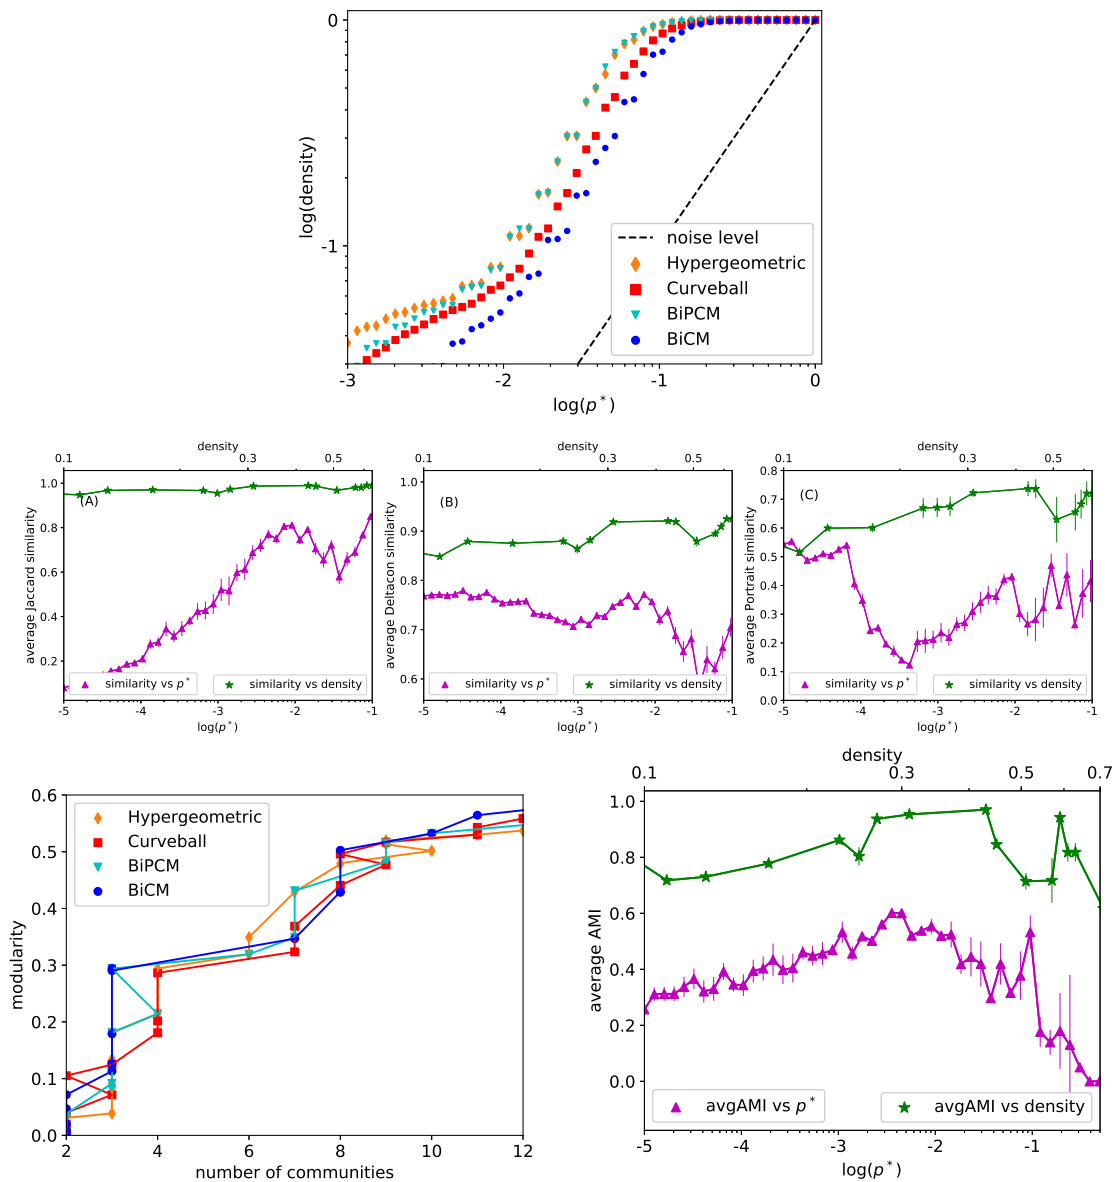 0
-1
log(density)
noise level
Hypergeometric
Curveball
BiPCM
BiCM
-3 -2 -1 0
log(p*)
density
0.1 0.3 0.5
1.0
0.8
0.6
0.4
0.2
average Jaccard similarity
(A)
similarity vs p*
similarity vs density
-5 -4 -3 -2 -1
log(p*)
density
0.1 0.3 0.5
1.0
0.9
0.8
0.7
0.6
average Deltacon similarity
(B)
similarity vs p*
similarity vs density
-5 -4 -3 -2 -1
log(p*)
density
0.1 0.3 0.5
0.8
0.7
0.6
0.5
0.4
0.3
0.2
0.1
0.0
average Portrait similarity
(C)
similarity vs p*
similarity vs density
-5 -4 -3 -2 -1
log(p*)
0.6
0.5
0.4
0.3
0.2
0.1
0.0
modularity
Hypergeometric
Curveball
BiPCM
BiCM
2 4 6 8 10 12
number of communities
density
0.1 0.3 0.5 0.7
1.0
0.8
0.6
0.4
0.2
0.0
average AMI
avgAMI vs p*
avgAMI vs density
-5 -4 -3 -2 -1
log(p*)